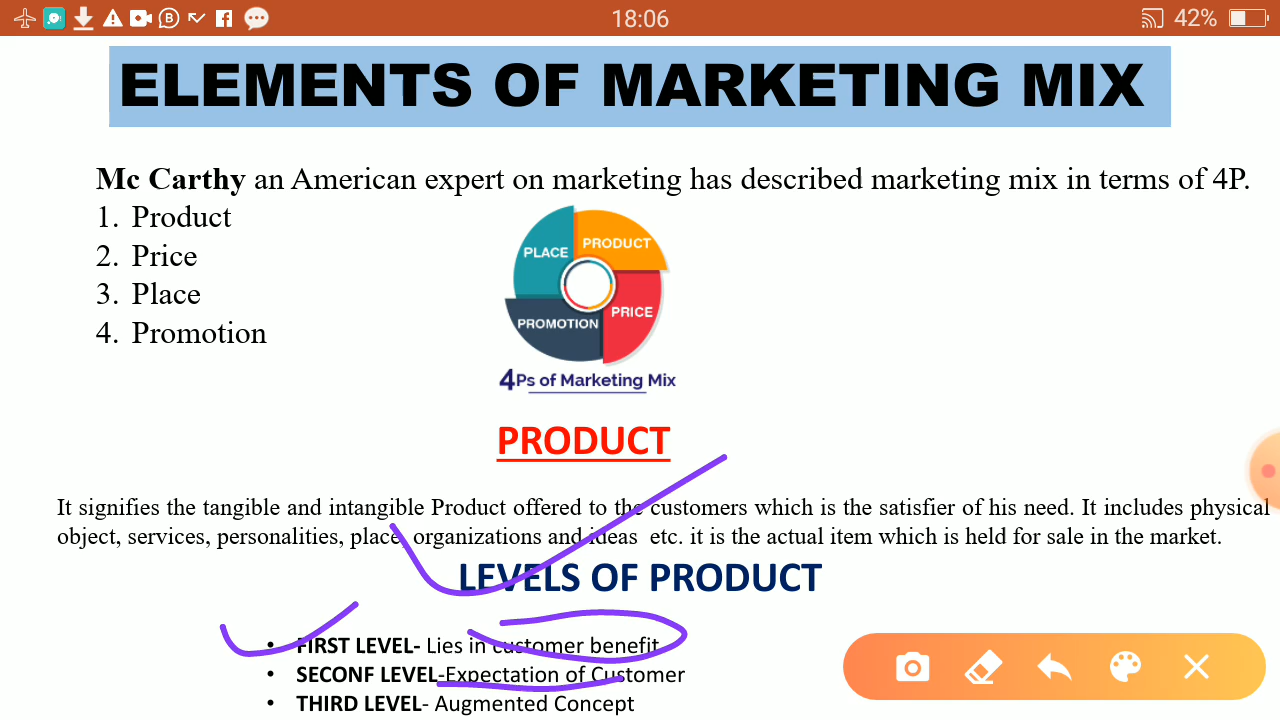 18:06
42%
ELEMENTS OF MARKETING MIX
Mc Carthy an American expert on marketing has described marketing mix in terms of 4P.
1. Product
2. Price
3. Place
4. Promotion
PLACE
PRODUCT
PRICE
PROMOTION
4Ps of Marketing Mix
PRODUCT
It signifies the tangible and intangible Product offered to the customers which is the satisfier of his need. It includes physical
object, services, personalities, place, organizations and ideas etc. it is the actual item which is held for sale in the market.
LEVELS OF PRODUCT
• FIRST LEVEL- Lies in customer benefit
• SECONF LEVEL-Expectation of Customer
• THIRD LEVEL- Augmented Concept